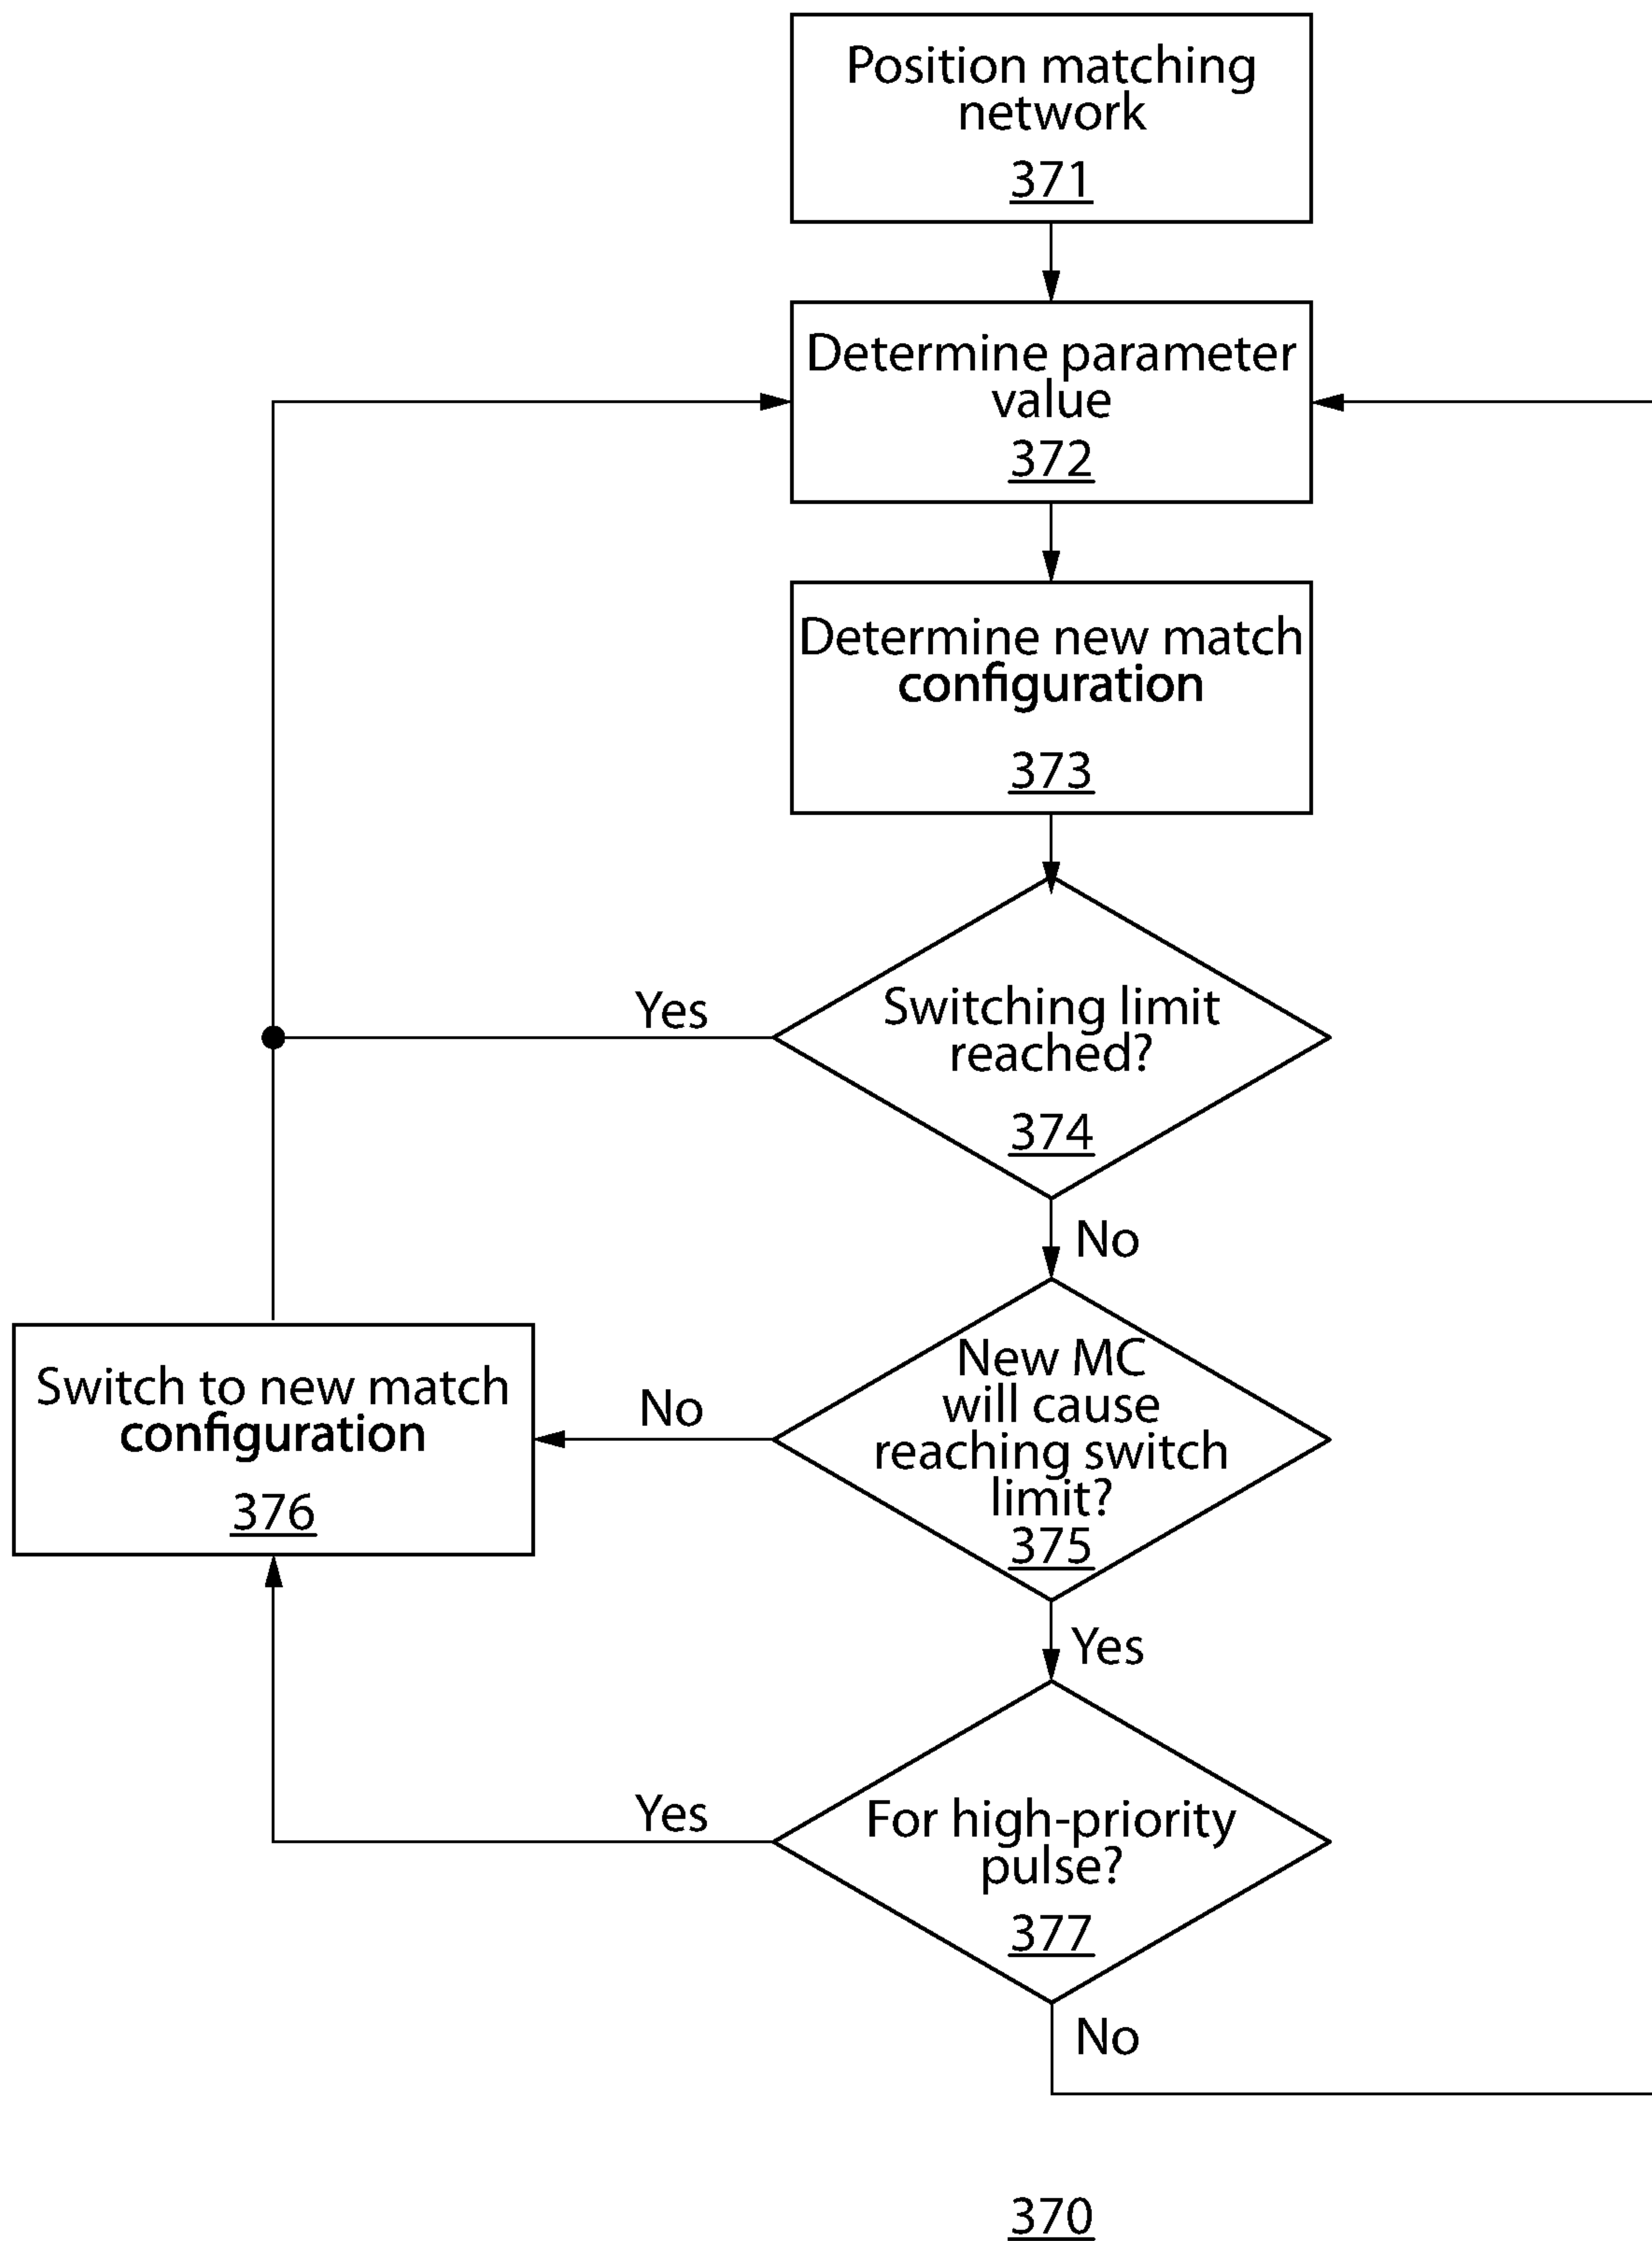 Position matching
network
371
Determine parameter
value
372
Determine new match
configuration
373
Yes
Switching limit
reached?
374
No
New MC
will cause
reaching switch
limit?
375
No
Switch to new match
configuration
376
Yes
Yes
For high-priority
pulse?
377
No
370